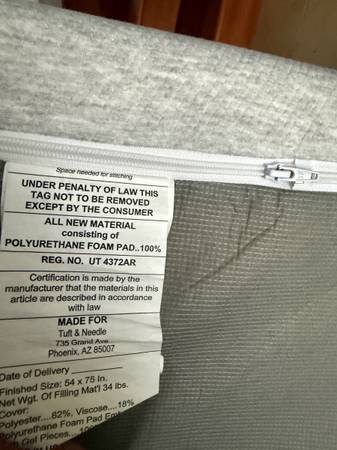 Space needed for stitching
UNDER PENALTY OF LAW THIS
TAG NOT TO BE REMOVED
EXCEPT BY THE CONSUMER
ALL NEW MATERIAL
consisting of
POLYURETHANE FOAM PAD..100%
REG. NO. UT 4372AR
Certification is made by the
manufacturer that the materials in this
article are described in accordance
with law
MADE FOR
Tuft & Needle
735 Grand Ave.
Phoenix, AZ 85007
Date of Delivery
Finished Size: 54 x 75 In.
Net Wgt. Of Filling Mat'l 34 lbs.
Cover:
Polyester....82%, Viscose....18%
Polyurethane Foam Pad
Gel Pieces...